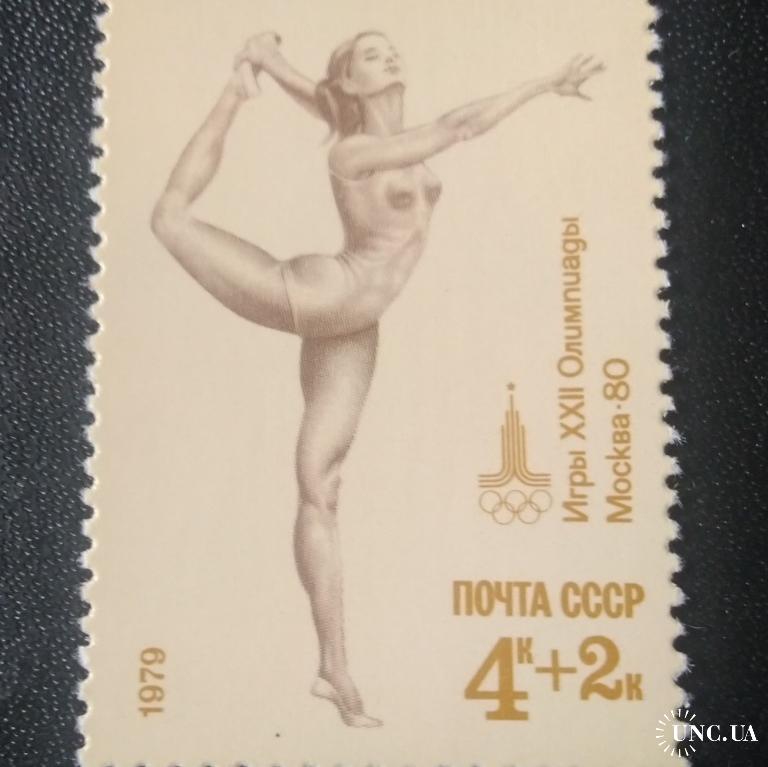 Игры XXII Олимпиады
Москва·80
ПОЧТА СССР
4к+2к
1979
UNC.UA